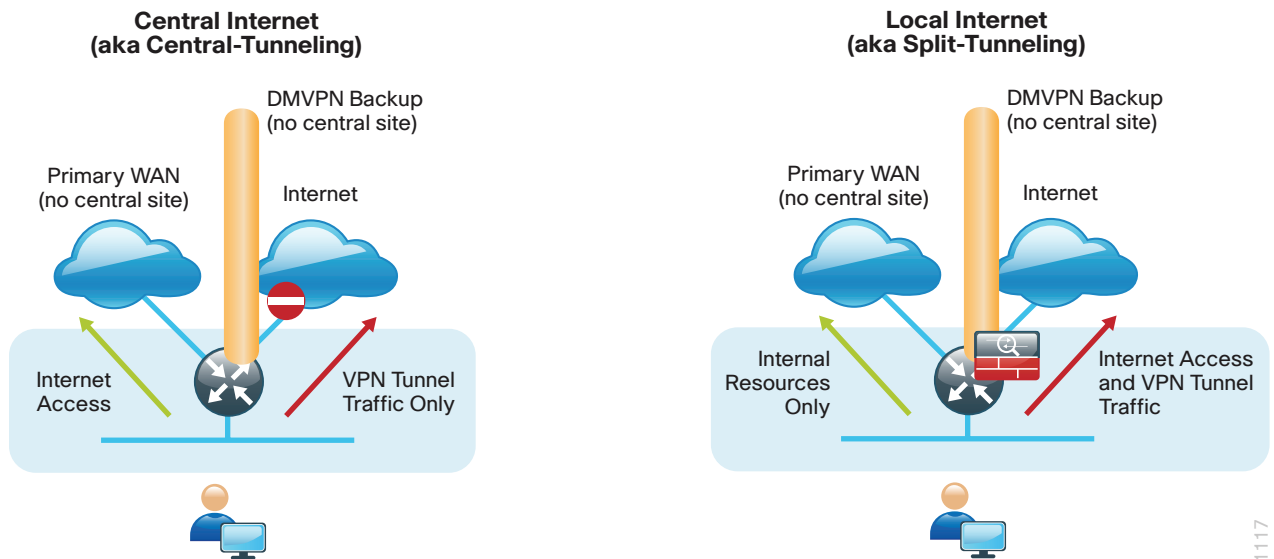 Central Internet
(aka Central-Tunneling)
DMVPN Backup
(no central site)
Primary WAN
(no central site)
Internet
Internet
Access
VPN Tunnel
Traffic Only
Local Internet
(aka Split-Tunneling)
DMVPN Backup
(no central site)
Primary WAN
(no central site)
Internet
Internal
Resources
Only
Internet Access
and VPN Tunnel
Traffic
1117